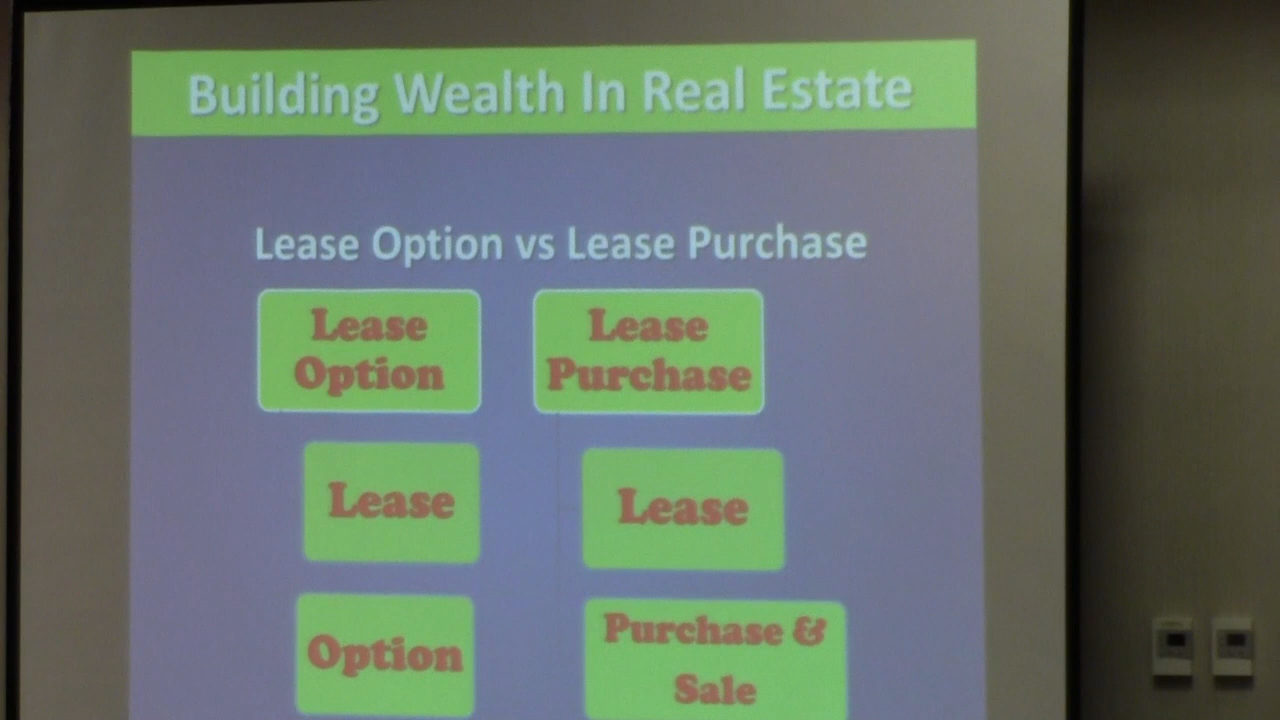 Building Wealth In Real Estate
Lease Option vs Lease Purchase
Lease
Option
Lease
Purchase
Lease
Lease
Option
Purchase &
Sale